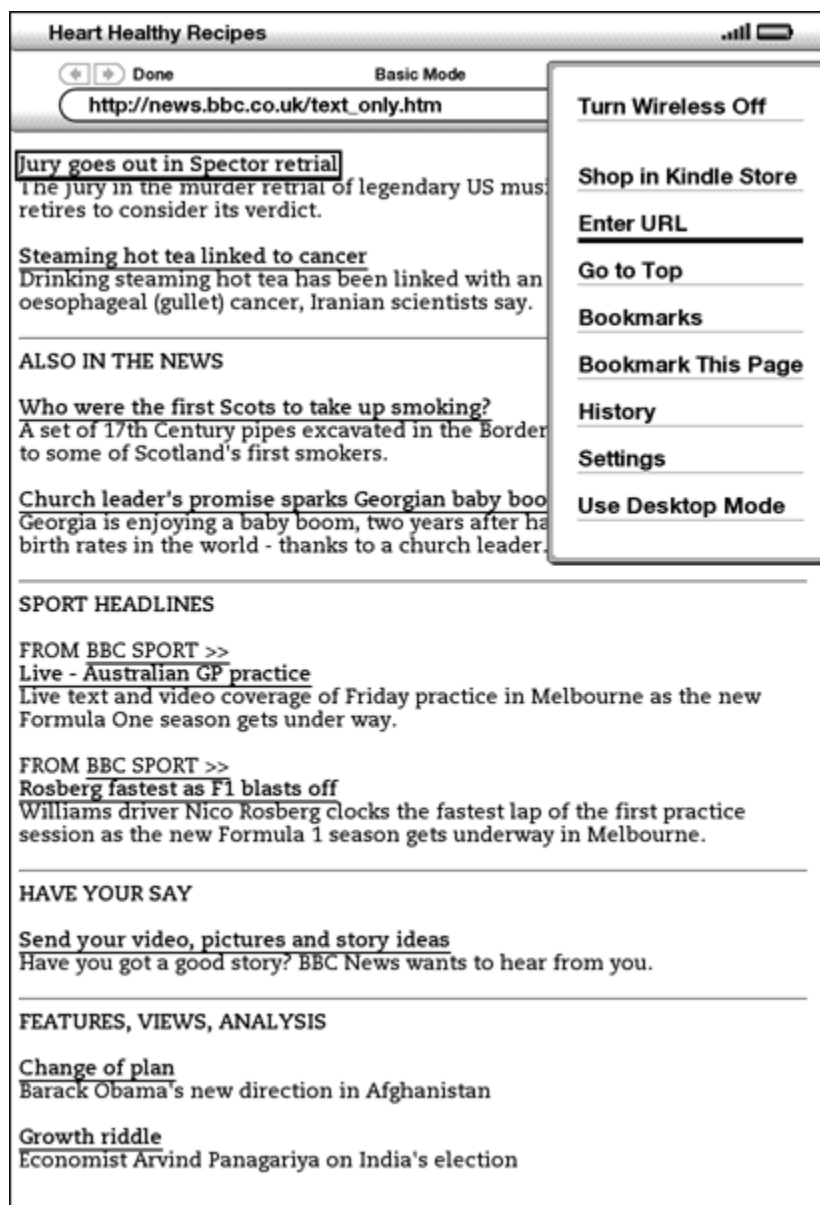 Heart Healthy Recipes
Done Basic Mode
http://news.bbc.co.uk/text_only.htm
Turn Wireless Off
Shop in Kindle Store
Enter URL
Go to Top
Bookmarks
Bookmark This Page
History
Settings
Use Desktop Mode
Jury goes out in Spector retrial
The jury in the murder retrial of legendary US musi
retires to consider its verdict.
Steaming hot tea linked to cancer
Drinking steaming hot tea has been linked with an
oesophageal (gullet) cancer, Iranian scientists say.
ALSO IN THE NEWS
Who were the first Scots to take up smoking?
A set of 17th Century pipes excavated in the Border
to some of Scotland's first smokers.
Church leader's promise sparks Georgian baby boo
Georgia is enjoying a baby boom, two years after ha
birth rates in the world - thanks to a church leader.
SPORT HEADLINES
FROM BBC SPORT >>
Live - Australian GP practice
Live text and video coverage of Friday practice in Melbourne as the new
Formula One season gets under way.
FROM BBC SPORT >>
Rosberg fastest as F1 blasts off
Williams driver Nico Rosberg clocks the fastest lap of the first practice
session as the new Formula 1 season gets underway in Melbourne.
HAVE YOUR SAY
Send your video, pictures and story ideas
Have you got a good story? BBC News wants to hear from you.
FEATURES, VIEWS, ANALYSIS
Change of plan
Barack Obama's new direction in Afghanistan
Growth riddle
Economist Arvind Panagariya on India's election